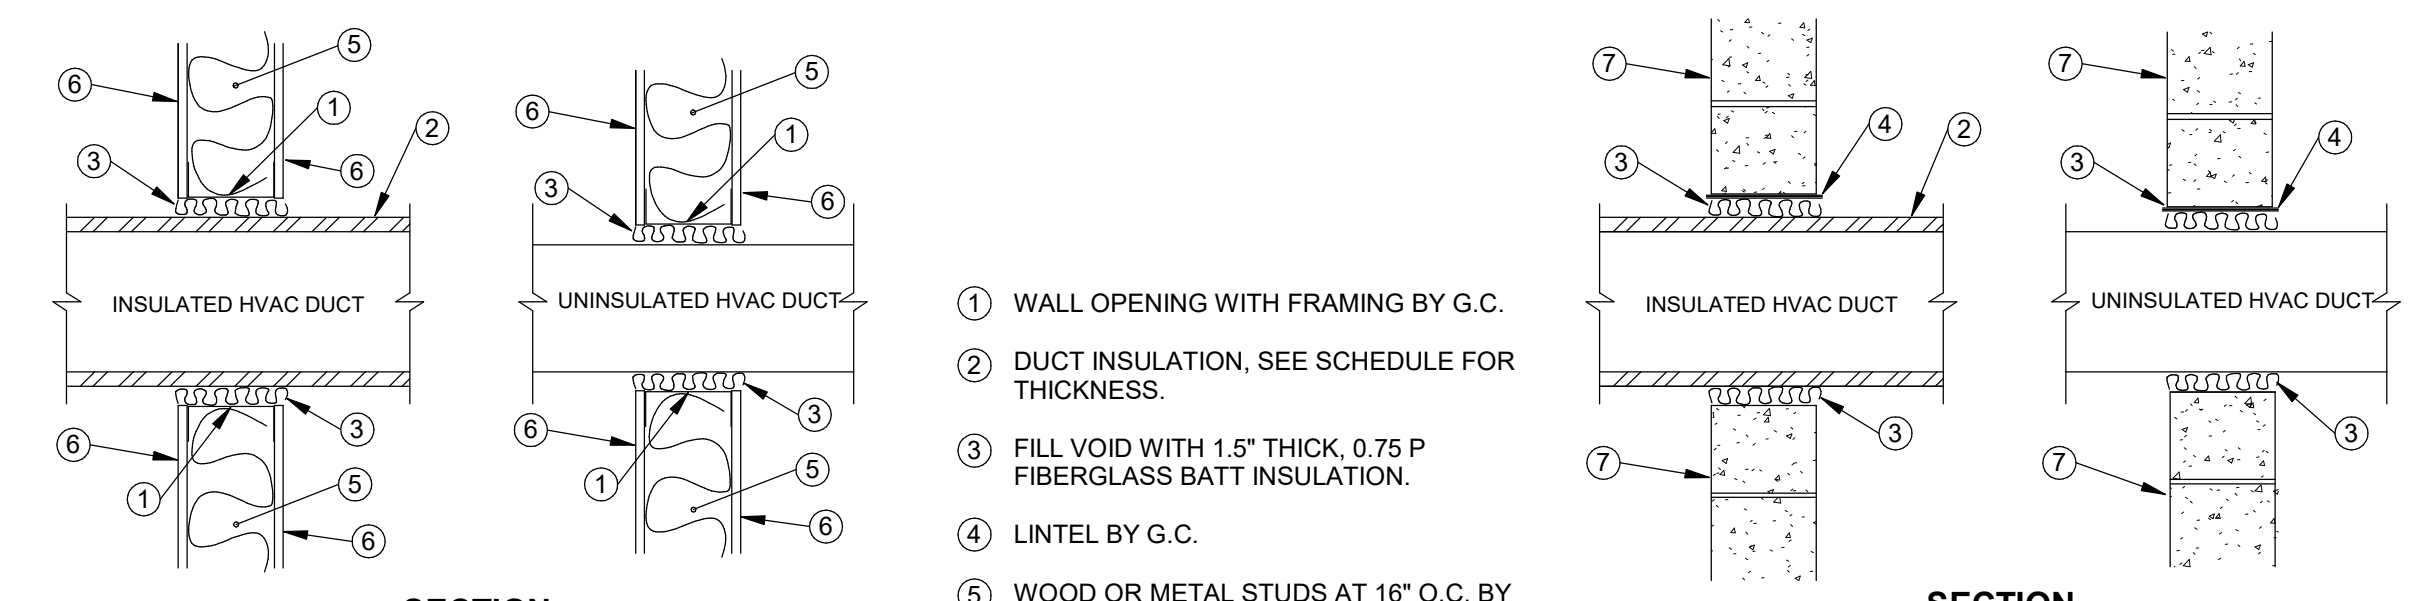 5
6
1
2
3
6
INSULATED HVAC DUCT
3
6
5
1
6
5
6
1
3
6
UNINSULATED HVAC DUCT
3
6
5
1
6
1 WALL OPENING WITH FRAMING BY G.C.
2 DUCT INSULATION, SEE SCHEDULE FOR
THICKNESS.
3 FILL VOID WITH 1.5" THICK, 0.75 P
FIBERGLASS BATT INSULATION.
4 LINTEL BY G.C.
5 WOOD OR METAL STUDS AT 16" O.C. BY
7
4
2
3
INSULATED HVAC DUCT
3
7
7
4
3
UNINSULATED HVAC DUCT
3
7
SECTION
SECTION